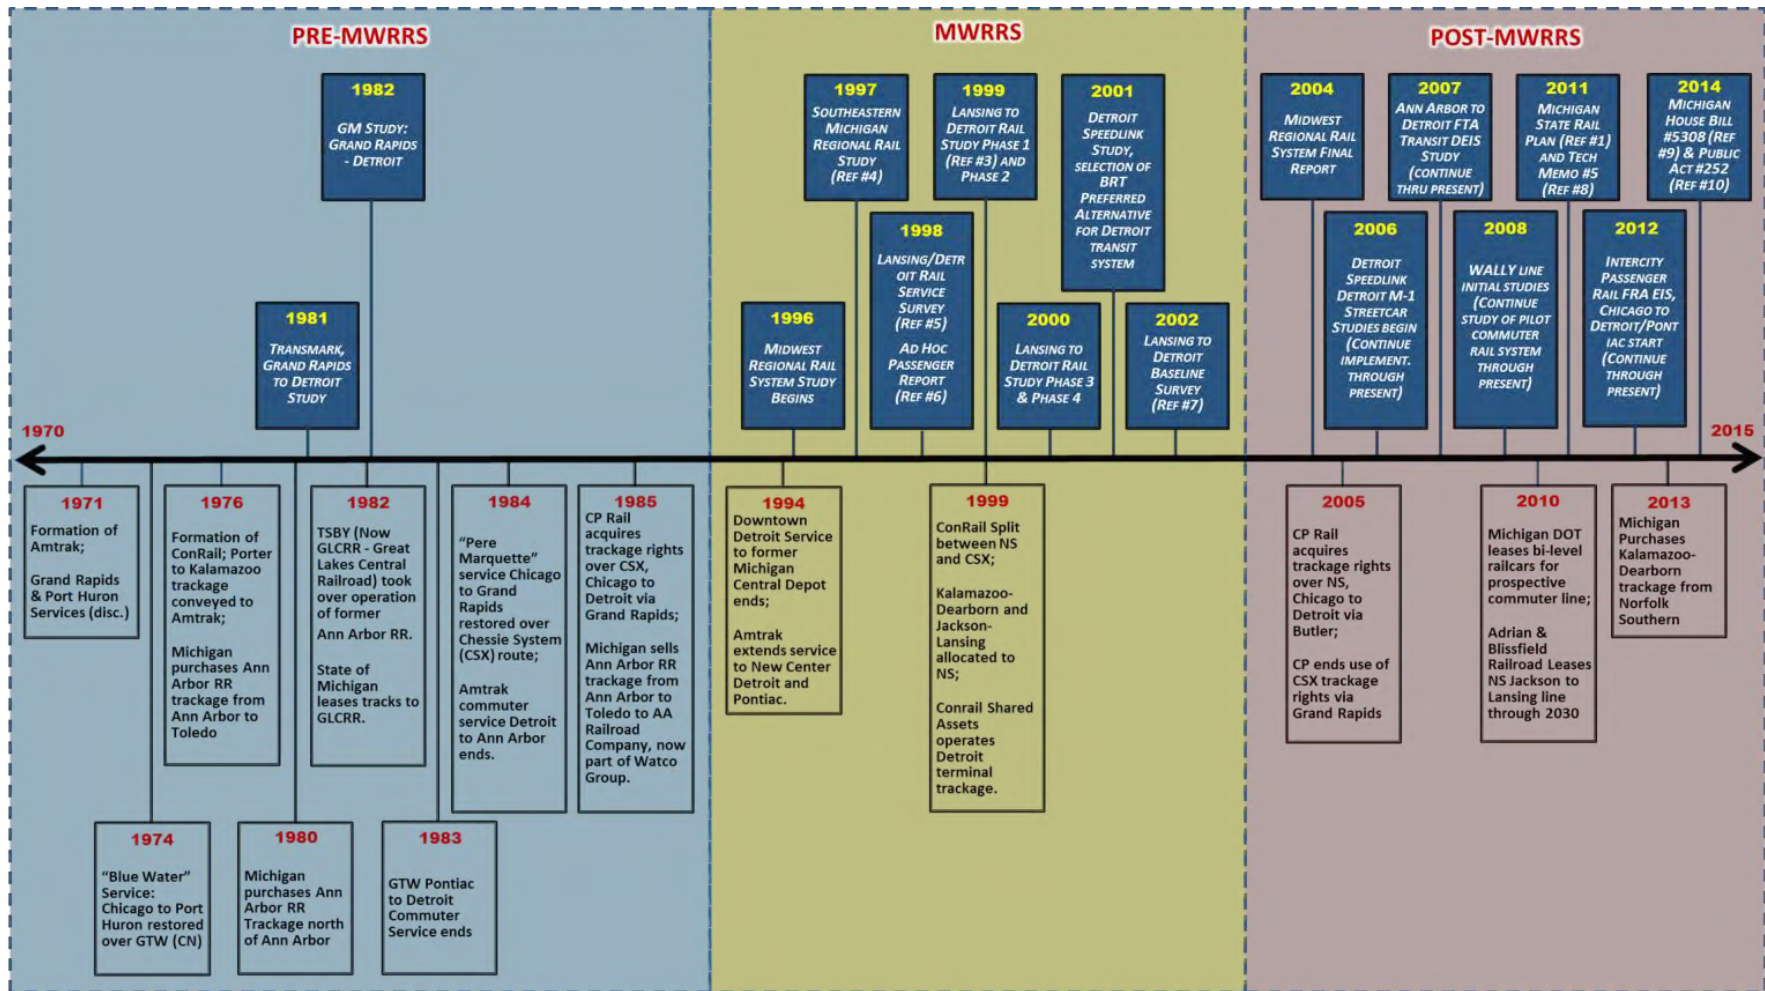 PRE-MWRRS
1982
GM STUDY:
GRAND RAPIDS
- DETROIT
1981
TRANSMARK,
GRAND RAPIDS
TO DETROIT
STUDY
1970
1971
Formation of
Amtrak;
Grand Rapids
& Port Huron
Services (disc.)
1976
Formation of
ConRail; Porter
to Kalamazoo
trackage
conveyed to
Amtrak;
Michigan
purchases Ann
Arbor RR
trackage from
Ann Arbor to
Toledo
1982
TSBY (Now
GLCRR - Great
Lakes Central
Railroad) took
over operation
of former
Ann Arbor RR.
State of
Michigan
leases tracks to
GLCRR.
1984
“Pere
Marquette”
service Chicago
to Grand
Rapids
restored over
Chessie System
(CSX) route;
Amtrak
commuter
service Detroit
to Ann Arbor
ends.
1985
CP Rail
acquires
trackage rights
over CSX,
Chicago to
Detroit via
Grand Rapids;
Michigan sells
Ann Arbor RR
trackage from
Ann Arbor to
Toledo to AA
Railroad
Company, now
part of Watco
Group.
1974
“Blue Water”
Service:
Chicago to Port
Huron restored
over GTW (CN)
1980
Michigan
purchases Ann
Arbor RR
Trackage north
of Ann Arbor
1983
GTW Pontiac
to Detroit
Commuter
Service ends
MWRRS
1997
SOUTHEASTERN
MICHIGAN
REGIONAL RAIL
STUDY
(REF #4)
1999
LANSING TO
DETROIT RAIL
STUDY PHASE 1
(REF #3) AND
PHASE 2
2001
DETROIT
SPEEDLINK
STUDY,
SELECTION OF
BRT
PREFERRED
ALTERNATIVE
FOR DETROIT
TRANSIT
SYSTEM
1996
MIDWEST
REGIONAL RAIL
SYSTEM STUDY
BEGINS
1998
LANSING/DETR
OIT RAIL
SERVICE
SURVEY
(REF #5)
AD HOC
PASSENGER
REPORT
(REF #6)
2000
LANSING TO
DETROIT RAIL
STUDY PHASE 3
& PHASE 4
2002
LANSING TO
DETROIT
BASELINE
SURVEY
(REF #7)
1994
Downtown
Detroit Service
to former
Michigan
Central Depot
ends;
Amtrak
extends service
to New Center
Detroit and
Pontiac.
1999
ConRail Split
between NS
and CSX;
Kalamazoo-
Dearborn and
Jackson-
Lansing
allocated to
NS;
Conrail Shared
Assets
operates
Detroit
terminal
trackage.
POST-MWRRS
2004
MIDWEST
REGIONAL RAIL
SYSTEM FINAL
REPORT
2007
ANN ARBOR TO
DETROIT FTA
TRANSIT DEIS
STUDY
(CONTINUE
THRU PRESENT)
2011
MICHIGAN
STATE RAIL
PLAN (REF #1)
AND TECH
MEMO #5
(REF #8)
2014
MICHIGAN
HOUSE BILL
#5308 (REF
#9) & PUBLIC
ACT #252
(REF #10)
2006
DETROIT
SPEEDLINK
DETROIT M-1
STREETCAR
STUDIES BEGIN
(CONTINUE
IMPLEMENT.
THROUGH
PRESENT)
2008
WALLY LINE
INITIAL STUDIES
(CONTINUE
STUDY OF PILOT
COMMUTER
RAIL SYSTEM
THROUGH
PRESENT)
2012
INTERCITY
PASSENGER
RAIL FRA EIS,
CHICAGO TO
DETROIT/PONT
IAC START
(CONTINUE
THROUGH
PRESENT)
2015
2005
CP Rail
acquires
trackage rights
over NS,
Chicago to
Detroit via
Butler;
CP ends use of
CSX trackage
rights via
Grand Rapids
2010
Michigan DOT
leases bi-level
railcars for
prospective
commuter line;
Adrian &
Blissfield
Railroad Leases
NS Jackson to
Lansing line
through 2030
2013
Michigan
Purchases
Kalamazoo-
Dearborn
trackage from
Norfolk
Southern